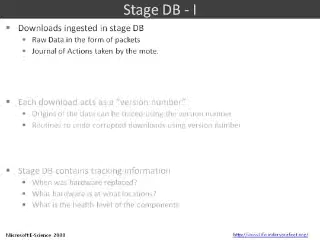 Stage DB - I
Downloads ingested in stage DB
Raw Data in the form of packets.
Journal of Actions taken by the mote.
Each download acts as a "version number".
Origins of the data can be traced using the version number
Routines to undo corrupted downloads using version number
Stage DB contains tracking information
When was hardware replaced?
What hardware is at what locations?
What is the health level of the components
Microsoft E-Science 2008